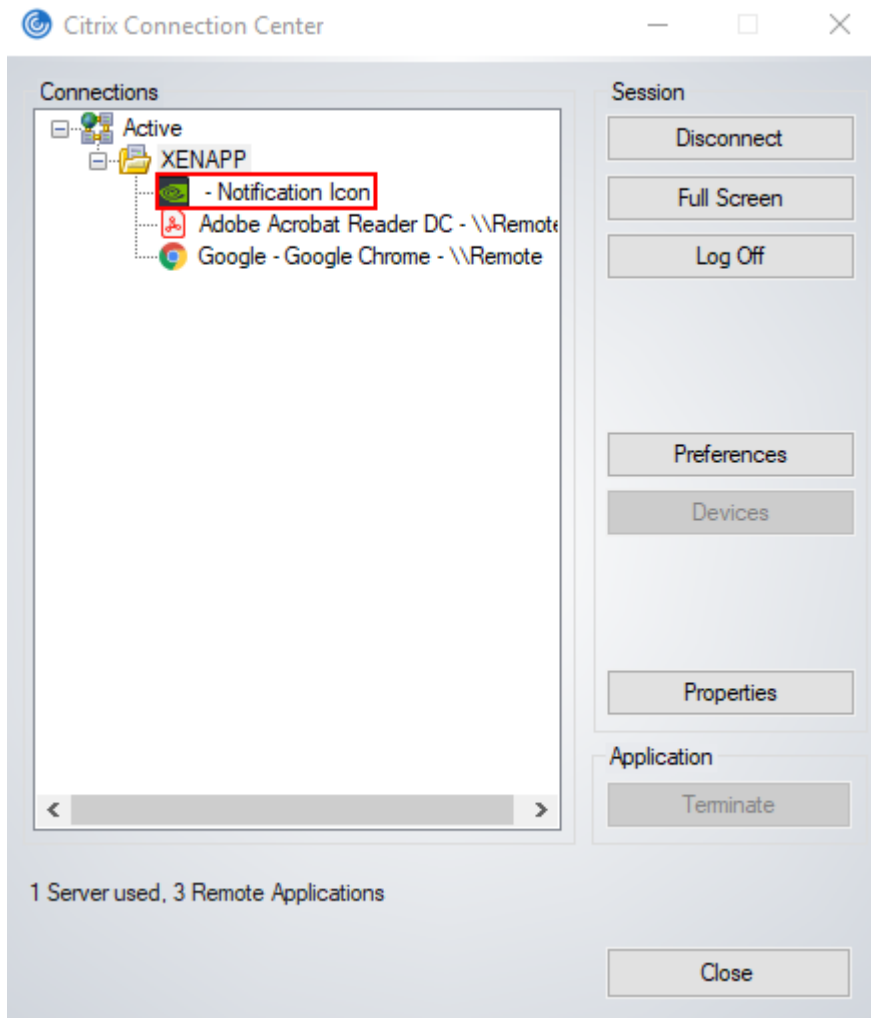 Citrix Connection Center
Connections
Active
XENAPP
- Notification Icon
Adobe Acrobat Reader DC - \\Remote
Google - Google Chrome - \\Remote
Session
Disconnect
Full Screen
Log Off
Preferences
Devices
Properties
Application
Terminate
1 Server used, 3 Remote Applications
Close